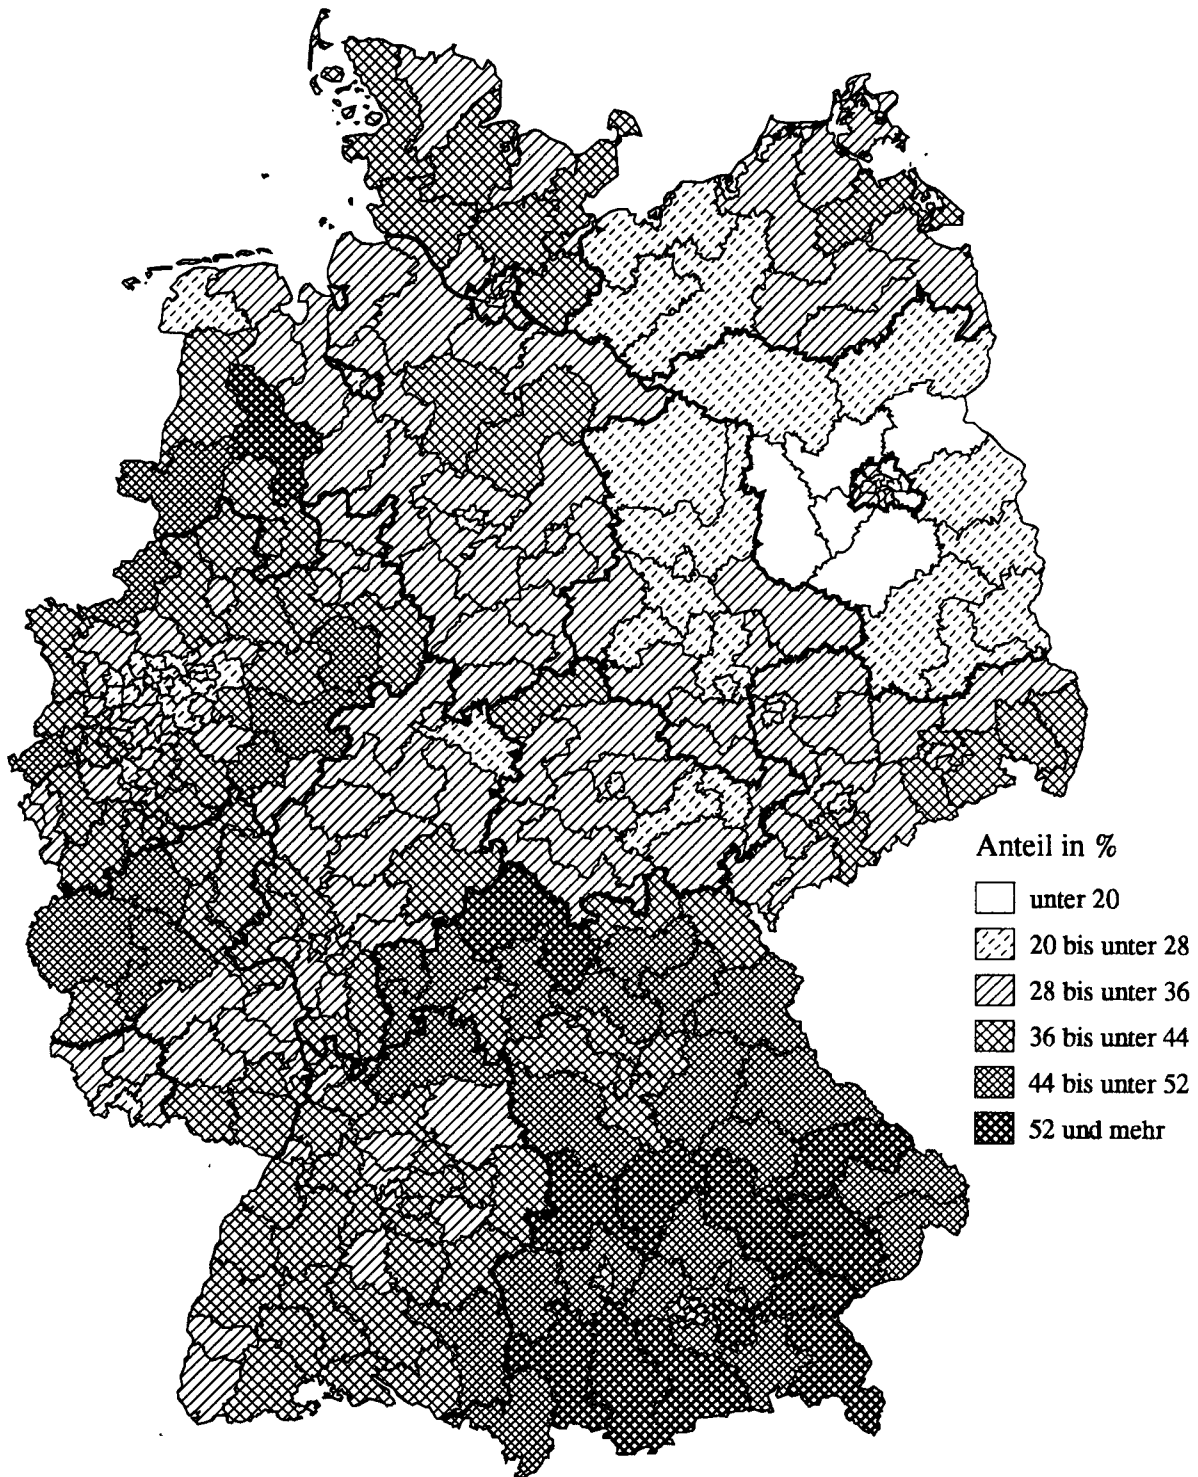 Anteil in %
unter 20
20 bis unter 28
28 bis unter 36
36 bis unter 44
44 bis unter 52
52 und mehr